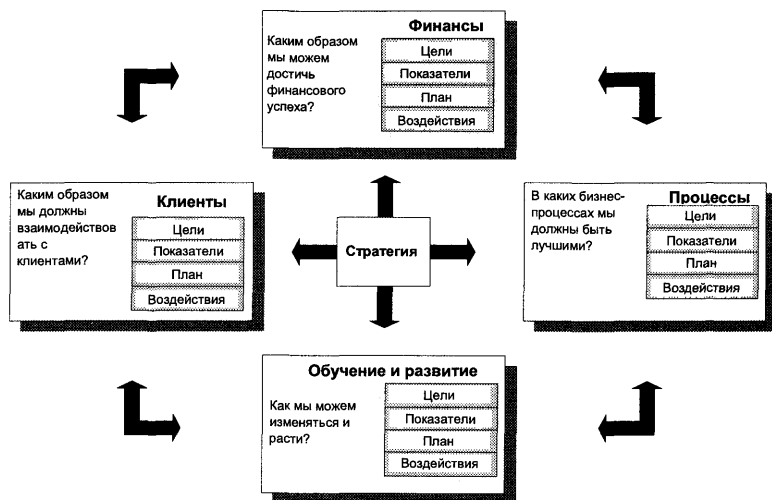 Финансы
Каким образом
мы можем
достичь
финансового
успеха?
Цели
Показатели
План
Воздействия
Клиенты
Каким образом
мы должны
взаимодействов
ать с
клиентами?
Цели
Показатели
План
Воздействия
Стратегия
Процессы
В каких бизнес-
процессах мы
должны быть
лучшими?
Цели
Показатели
План
Воздействия
Обучение и развитие
Как мы можем
изменяться и
расти?
Цели
Показатели
План
Воздействия